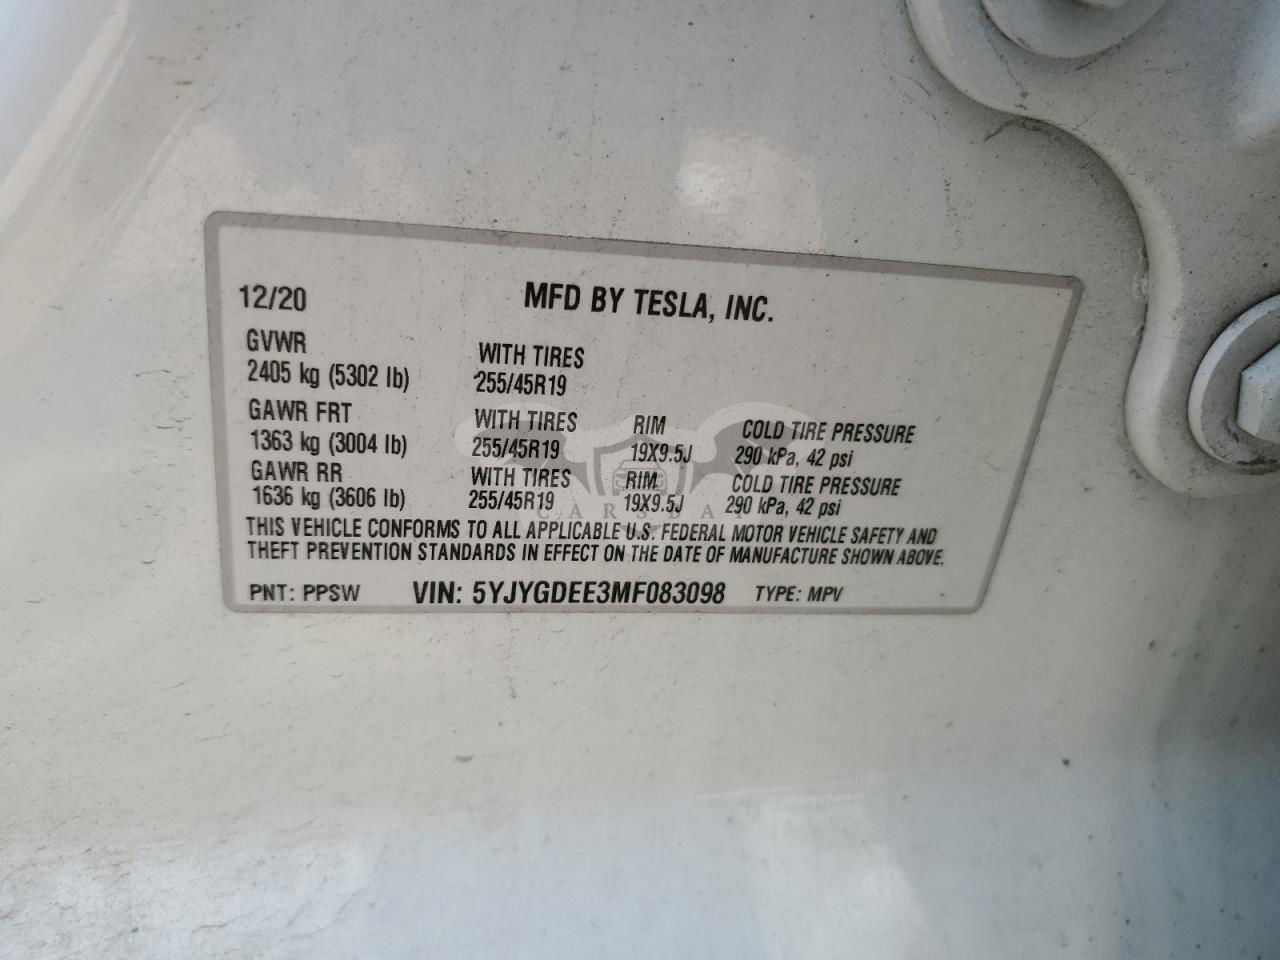 12/20 MFD BY TESLA, INC.
GVWR WITH TIRES
2405 kg (5302 lb) 255/45R19
GAWR FRT WITH TIRES RIM COLD TIRE PRESSURE
1363 kg (3004 lb) 255/45R19 19X9.5J 290 kPa, 42 psi
GAWR RR WITH TIRES RIM COLD TIRE PRESSURE
1636 kg (3606 lb) 255/45R19 19X9.5J 290 kPa, 42 psi
CARSBAT
THIS VEHICLE CONFORMS TO ALL APPLICABLE U.S. FEDERAL MOTOR VEHICLE SAFETY AND
THEFT PREVENTION STANDARDS IN EFFECT ON THE DATE OF MANUFACTURE SHOWN ABOVE.
PNT: PPSW VIN: 5YJYGDEE3MF083098 TYPE: MPV